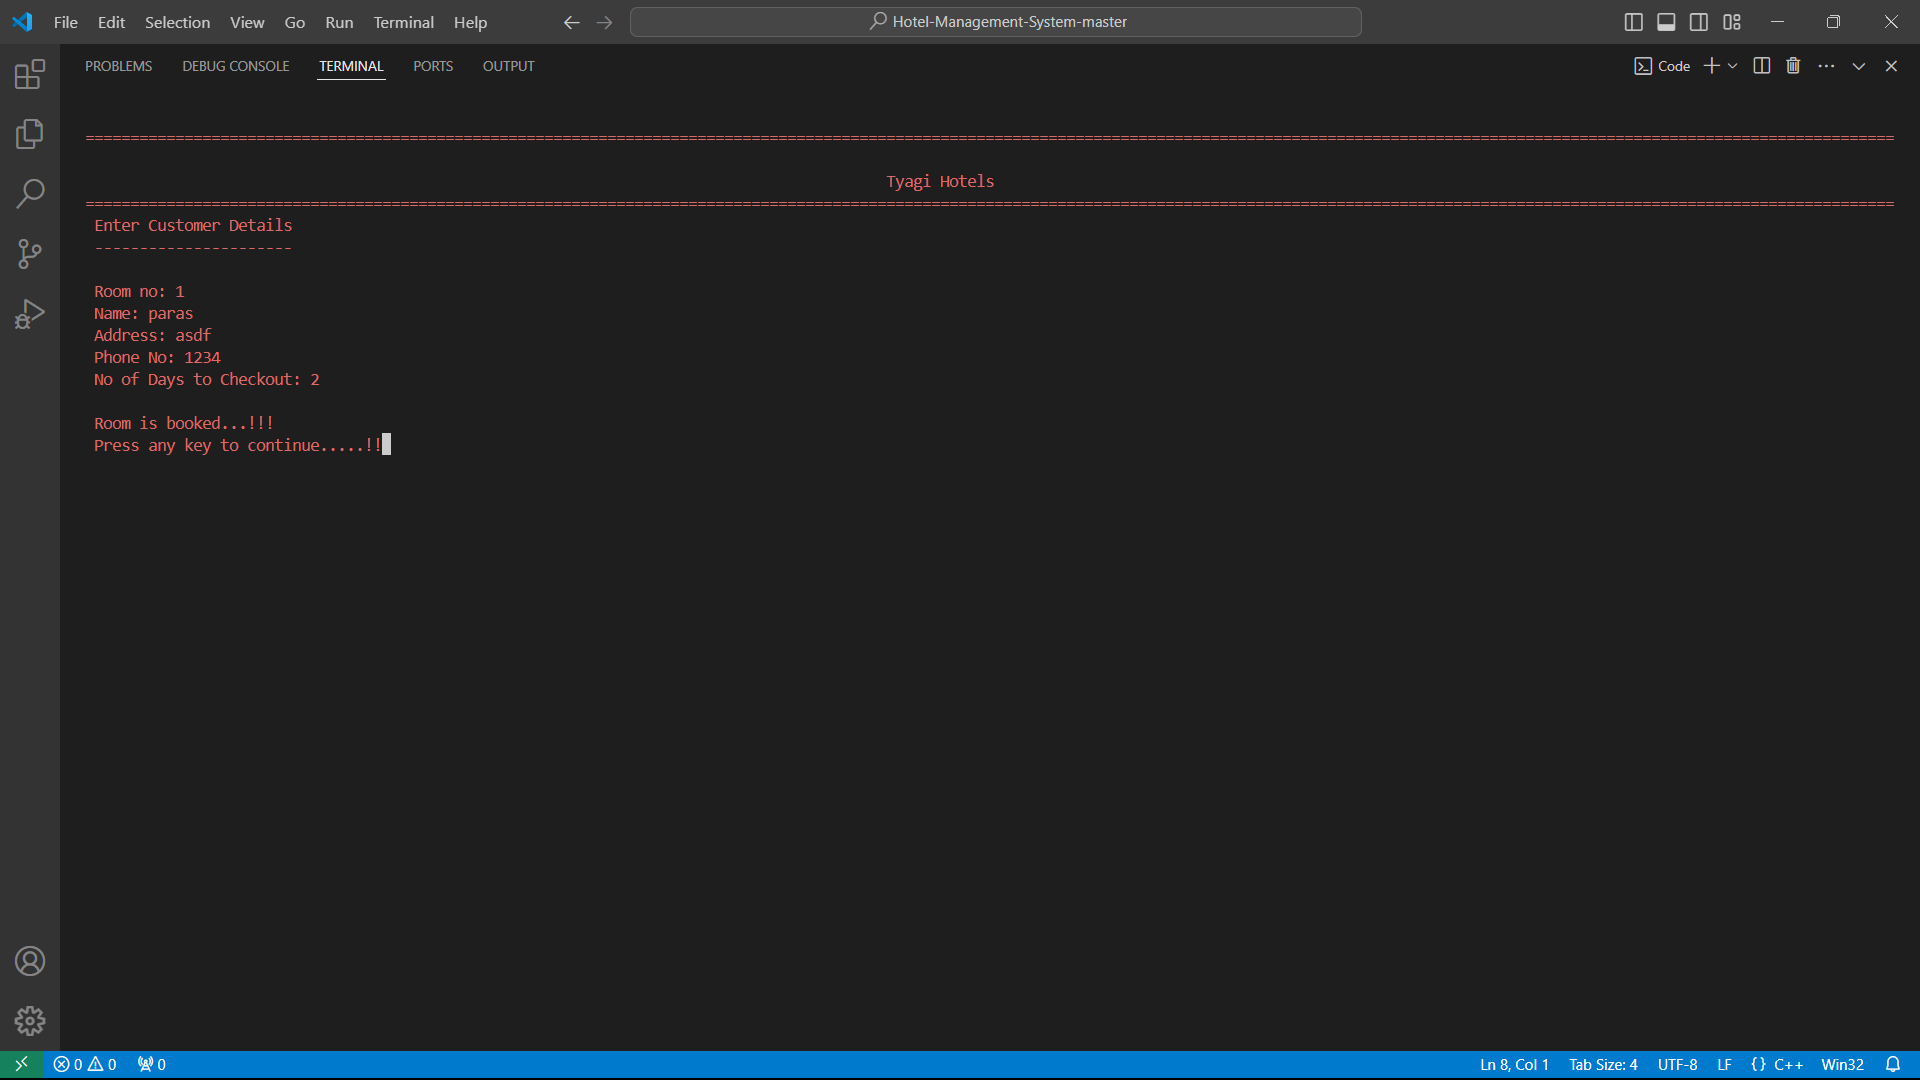 File Edit Selection View Go Run Terminal Help Hotel-Management-System-master
PROBLEMS DEBUG CONSOLE TERMINAL PORTS OUTPUT Code
Tyagi Hotels
Enter Customer Details
----------------------
Room no: 1
Name: paras
Address: asdf
Phone No: 1234
No of Days to Checkout: 2
Room is booked...!!!
Press any key to continue.....!!
0 0 0 Ln 8, Col 1 Tab Size: 4 UTF-8 LF {} C++ Win32